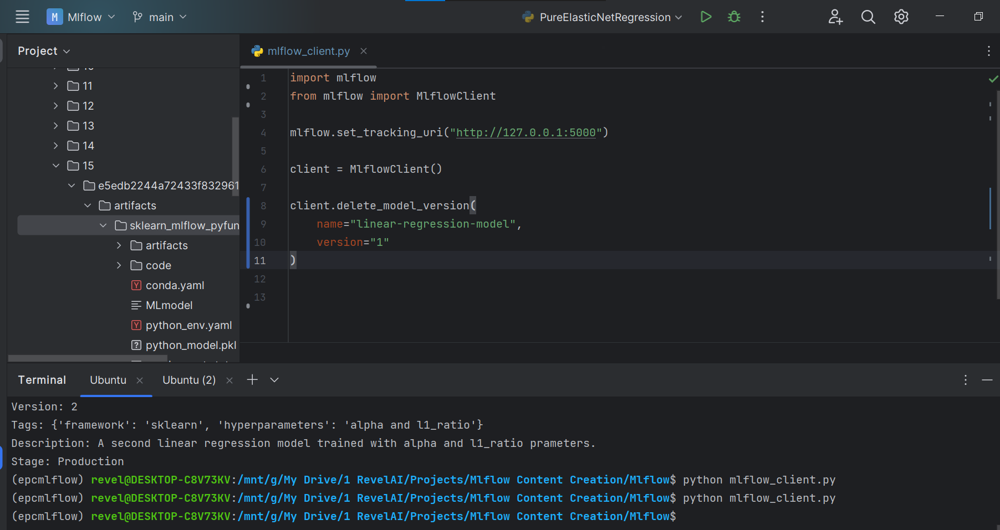 M Mlflow main PureElasticNetRegression
Project
mlflow_client.py
11
12
13
14
15
e5edb2244a72433f832961
artifacts
sklearn_mlflow_pyfun
artifacts
code
conda.yaml
MLmodel
python_env.yaml
python_model.pkl
1 import mlflow
2 from mlflow import MlflowClient
3
4 mlflow.set_tracking_uri("http://127.0.0.1:5000")
5
6 client = MlflowClient()
7
8 client.delete_model_version(
9 name="linear-regression-model",
10 version="1"
11 )
12
13
Terminal Ubuntu Ubuntu (2)
Version: 2
Tags: {'framework': 'sklearn', 'hyperparameters': 'alpha and l1_ratio'}
Description: A second linear regression model trained with alpha and l1_ratio prameters.
Stage: Production
(epcmlflow) revel@DESKTOP-C8V73KV:/mnt/g/My Drive/1 RevelAI/Projects/Mlflow Content Creation/Mlflow$ python mlflow_client.py
(epcmlflow) revel@DESKTOP-C8V73KV:/mnt/g/My Drive/1 RevelAI/Projects/Mlflow Content Creation/Mlflow$ python mlflow_client.py
(epcmlflow) revel@DESKTOP-C8V73KV:/mnt/g/My Drive/1 RevelAI/Projects/Mlflow Content Creation/Mlflow$